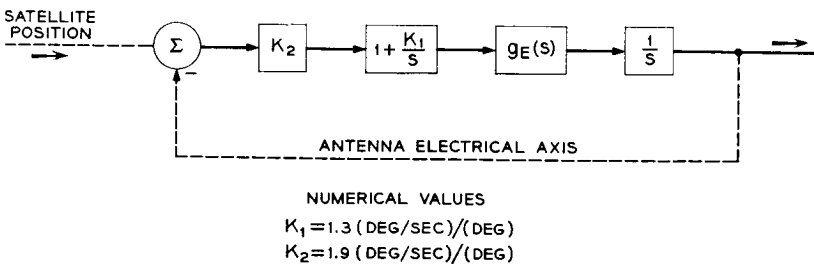 SATELLITE
POSITION
Σ
−
K₂
1 + K₁/S
gE(S)
1/S
ANTENNA ELECTRICAL AXIS
NUMERICAL VALUES
K₁=1.3 (DEG/SEC)/(DEG)
K₂=1.9 (DEG/SEC)/(DEG)